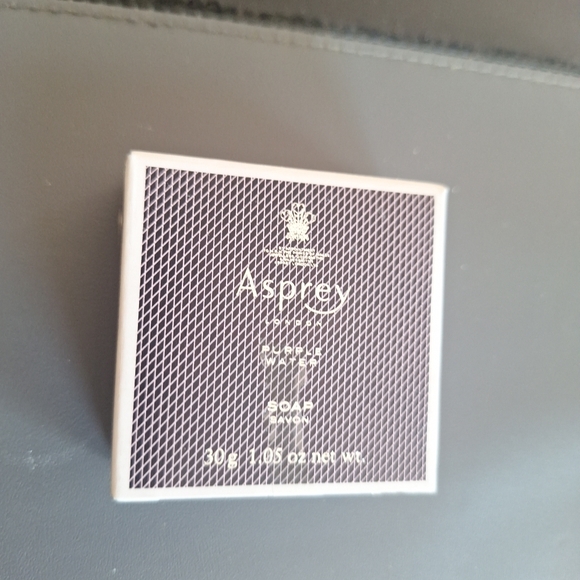 Asprey
LONDON
PURPLE
WATER
SOAP
SAVON
30g 1.05 oz net wt.